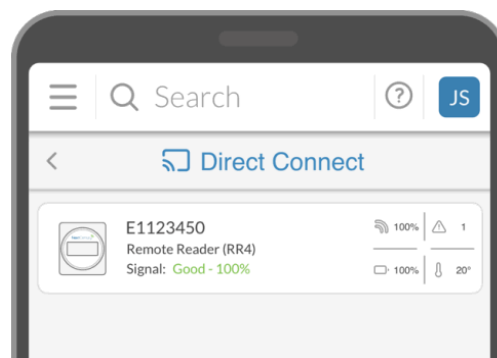 Search
?
JS
Direct Connect
E1123450
Remote Reader (RR4)
Signal: Good - 100%
100%
1
100%
20°